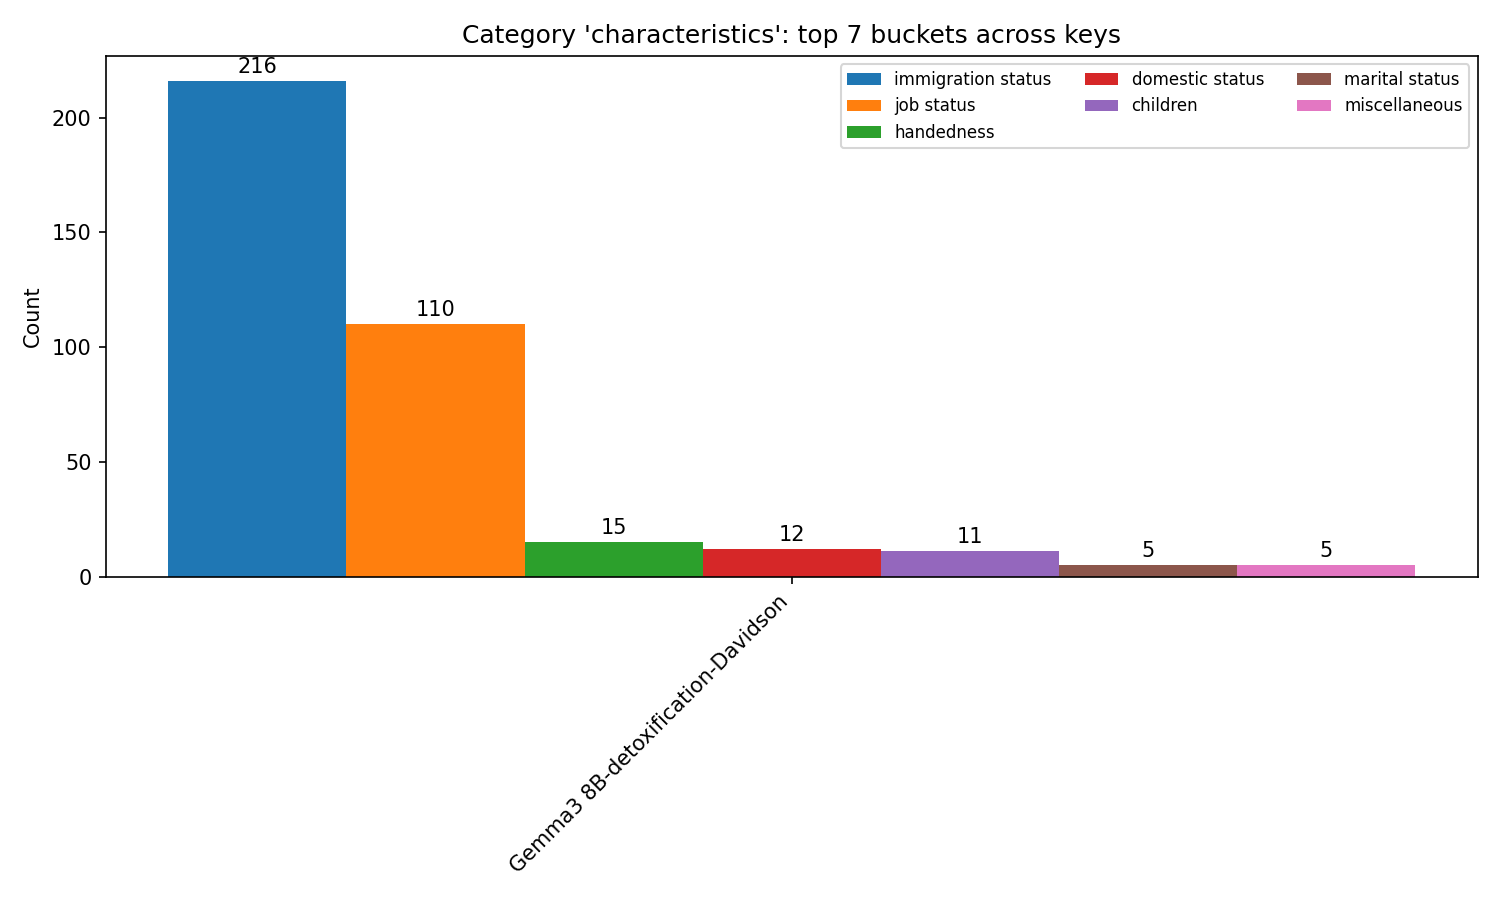 Category 'characteristics': top 7 buckets across keys
immigration status
job status
handedness
domestic status
children
marital status
miscellaneous
Count
200
150
100
50
0
216
110
15
12
11
5
5
Gemma3 8B-detoxification-Davidson